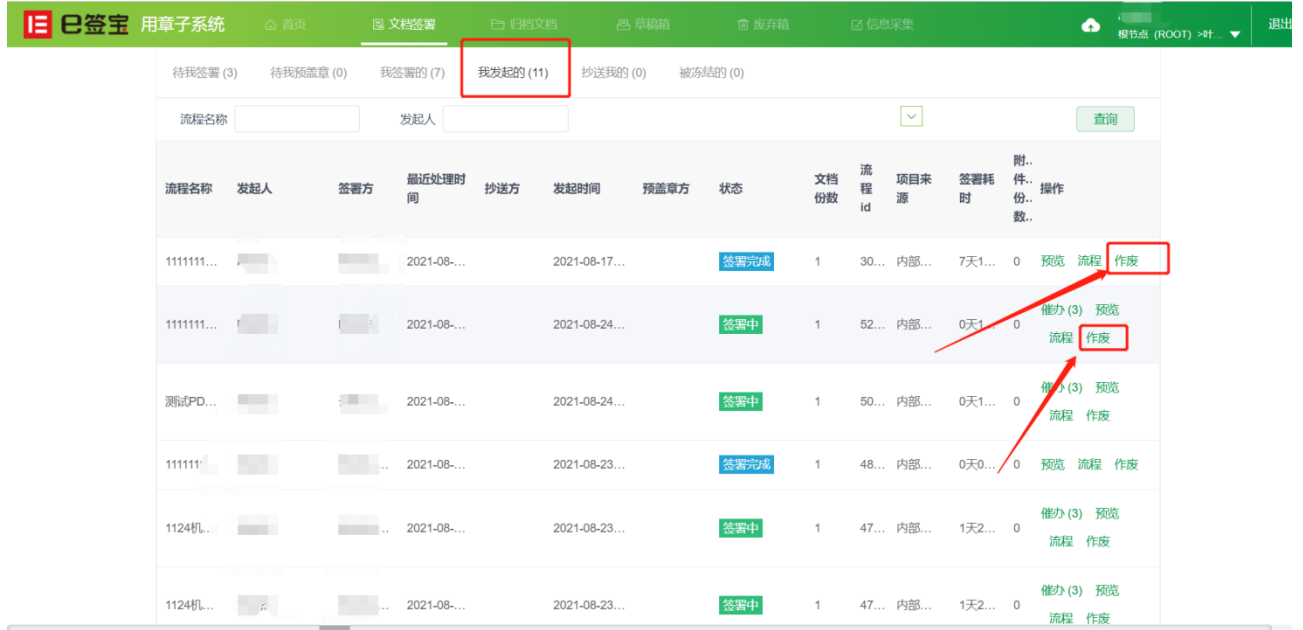 E签宝 用章子系统 首页 文档签署 归档文档 草稿箱 废弃箱 信息采集 根节点 (ROOT) >叶... 退出
待我签署 (3) 待我预盖章 (0) 我签署的 (7) 我发起的 (11) 抄送我的 (0) 被冻结的 (0)
流程名称 发起人 查询
流程名称 发起人 签署方 最近处理时间 抄送方 发起时间 预盖章方 状态 文档份数 流程id 项目来源 签署耗时 附..件..份..数.. 操作
1111111... 2021-08-... 2021-08-17... 签署完成 1 30... 内部... 7天1... 0 预览 流程 作废
1111111... 2021-08-... 2021-08-24... 签署中 1 52... 内部... 0天1... 0 催办 (3) 预览
流程 作废
测试PD... 2021-08-... 2021-08-24... 签署中 1 50... 内部... 0天1... 0 催办 (3) 预览
流程 作废
111111 2021-08-... 2021-08-23... 签署完成 1 48... 内部... 0天0... 0 预览 流程 作废
1124机... 2021-08-... 2021-08-23... 签署中 1 47... 内部... 1天2... 0 催办 (3) 预览
流程 作废
1124机... 2021-08-... 2021-08-23... 签署中 1 47... 内部... 1天2... 0 催办 (3) 预览
流程 作废